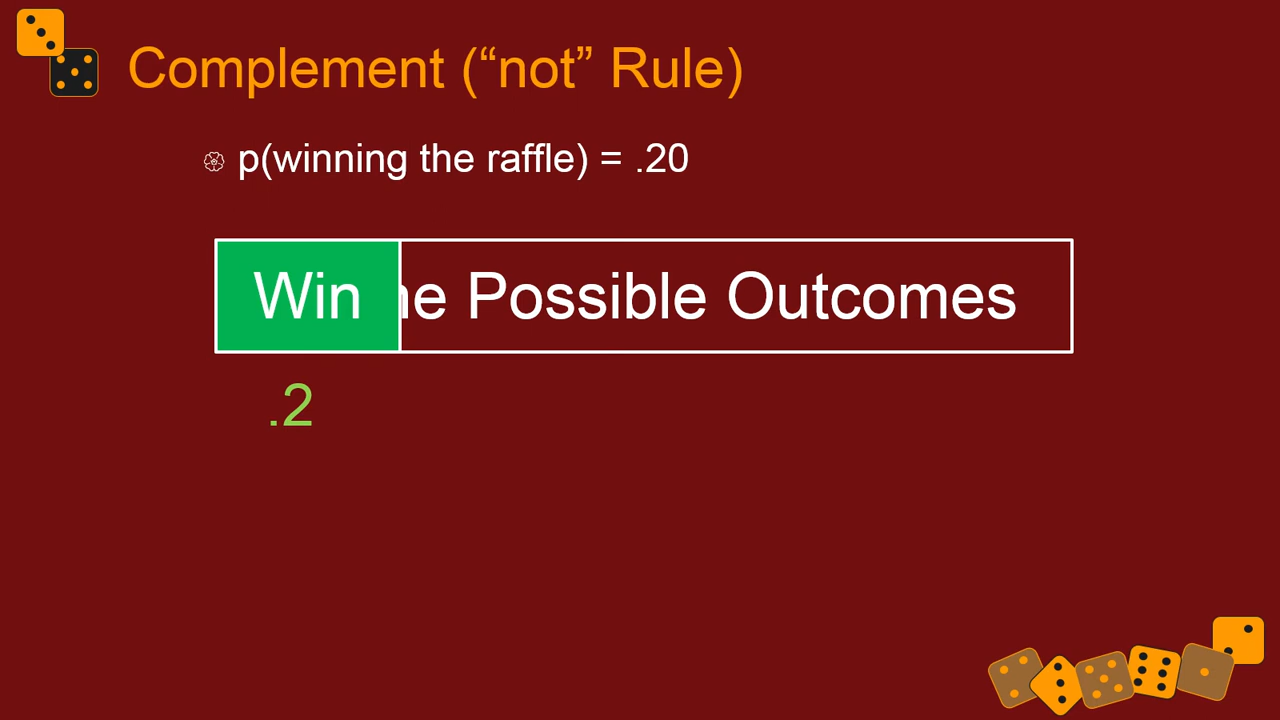 Complement (“not” Rule)
p(winning the raffle) = .20
Win e Possible Outcomes
.2